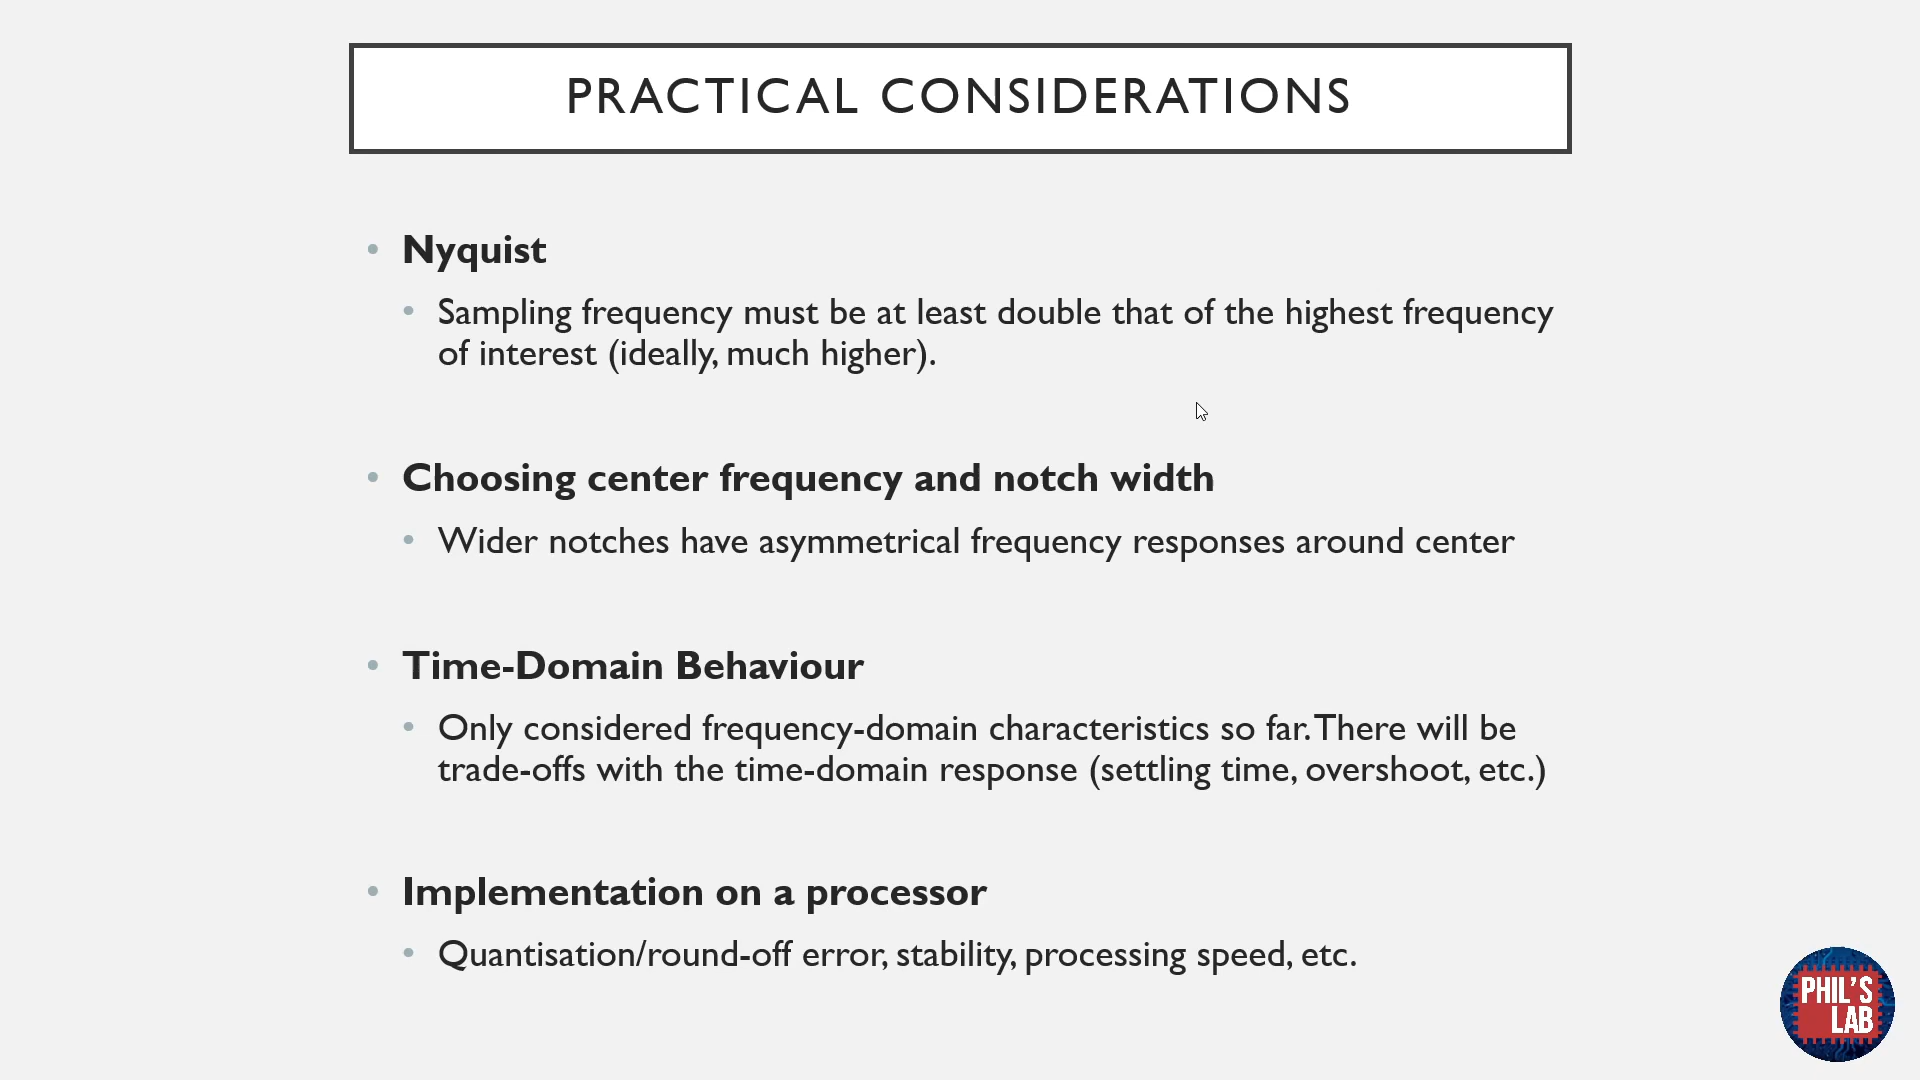 PRACTICAL CONSIDERATIONS
• Nyquist
• Sampling frequency must be at least double that of the highest frequency
of interest (ideally, much higher).
• Choosing center frequency and notch width
• Wider notches have asymmetrical frequency responses around center
• Time-Domain Behaviour
• Only considered frequency-domain characteristics so far. There will be
trade-offs with the time-domain response (settling time, overshoot, etc.)
• Implementation on a processor
• Quantisation/round-off error, stability, processing speed, etc.
PHIL'S
LAB